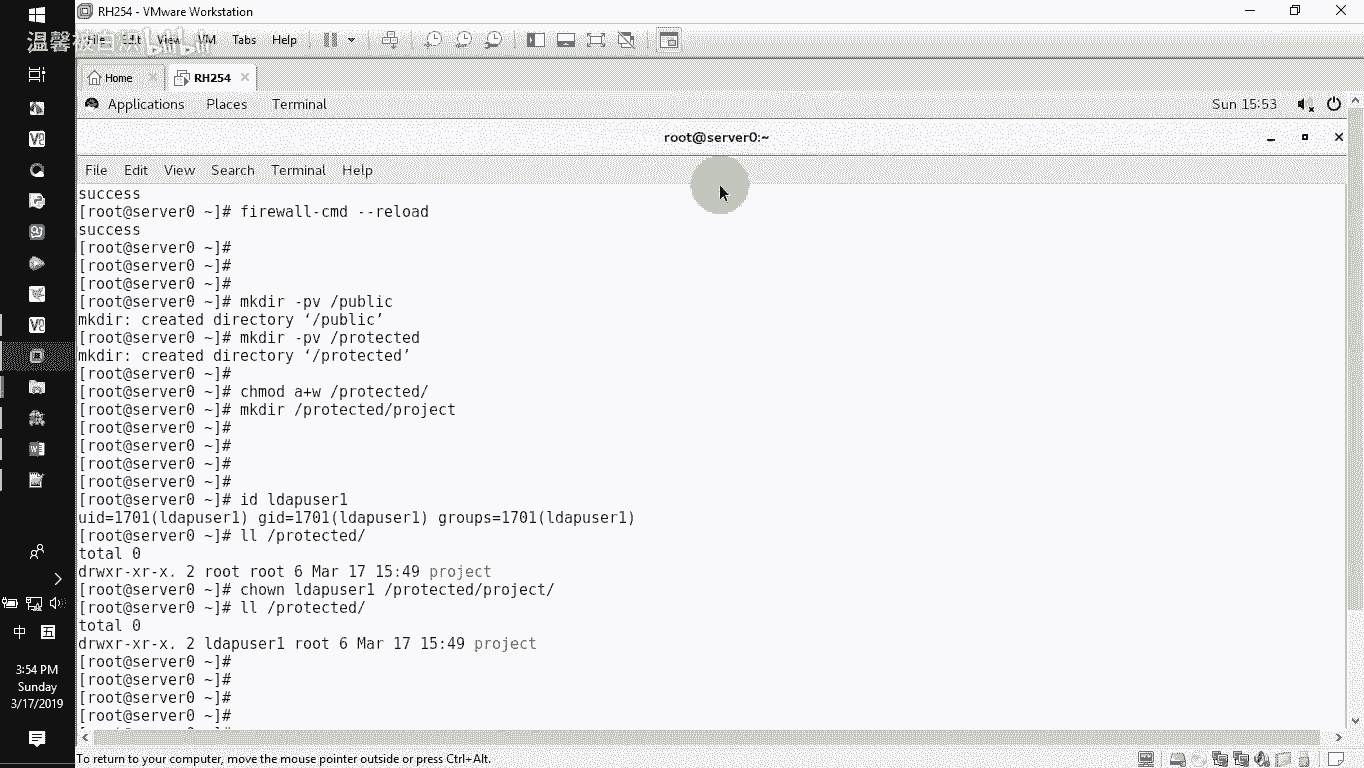 RH254 - VMware Workstation
温馨被自然 bilibili
View VM Tabs Help
Home
RH254
Applications Places Terminal
Sun 15:53
root@server0:~
File Edit View Search Terminal Help
success
[root@server0 ~]# firewall-cmd --reload
success
[root@server0 ~]#
[root@server0 ~]#
[root@server0 ~]#
[root@server0 ~]# mkdir -pv /public
mkdir: created directory ‘/public’
[root@server0 ~]# mkdir -pv /protected
mkdir: created directory ‘/protected’
[root@server0 ~]#
[root@server0 ~]# chmod a+w /protected/
[root@server0 ~]# mkdir /protected/project
[root@server0 ~]#
[root@server0 ~]#
[root@server0 ~]#
[root@server0 ~]#
[root@server0 ~]# id ldapuser1
uid=1701(ldapuser1) gid=1701(ldapuser1) groups=1701(ldapuser1)
[root@server0 ~]# ll /protected/
total 0
drwxr-xr-x. 2 root root 6 Mar 17 15:49 project
[root@server0 ~]# chown ldapuser1 /protected/project/
[root@server0 ~]# ll /protected/
total 0
drwxr-xr-x. 2 ldapuser1 root 6 Mar 17 15:49 project
[root@server0 ~]#
[root@server0 ~]#
[root@server0 ~]#
[root@server0 ~]#
中 五
3:54 PM
Sunday
3/17/2019
To return to your computer, move the mouse pointer outside or press Ctrl+Alt.